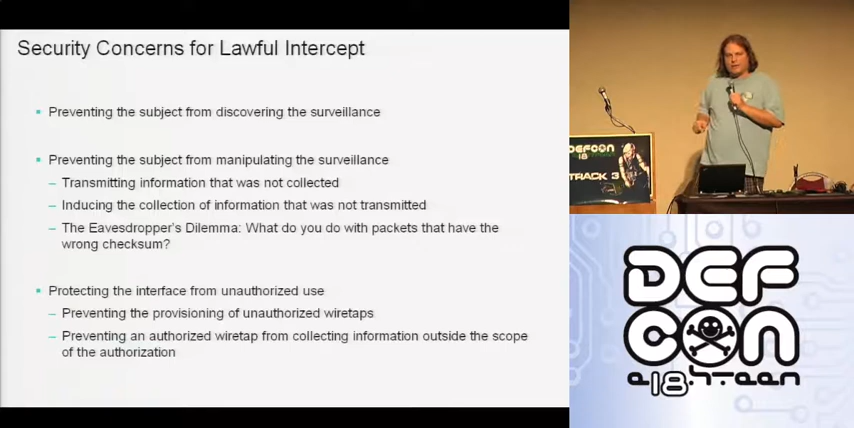 Security Concerns for Lawful Intercept
Preventing the subject from discovering the surveillance
Preventing the subject from manipulating the surveillance
– Transmitting information that was not collected
– Inducing the collection of information that was not transmitted
– The Eavesdropper's Dilemma: What do you do with packets that have the
wrong checksum?
Protecting the interface from unauthorized use
– Preventing the provisioning of unauthorized wiretaps
– Preventing an authorized wiretap from collecting information outside the scope
of the authorization
DEFCON
18
TRACK 3
DEF
CON
e18h-teen